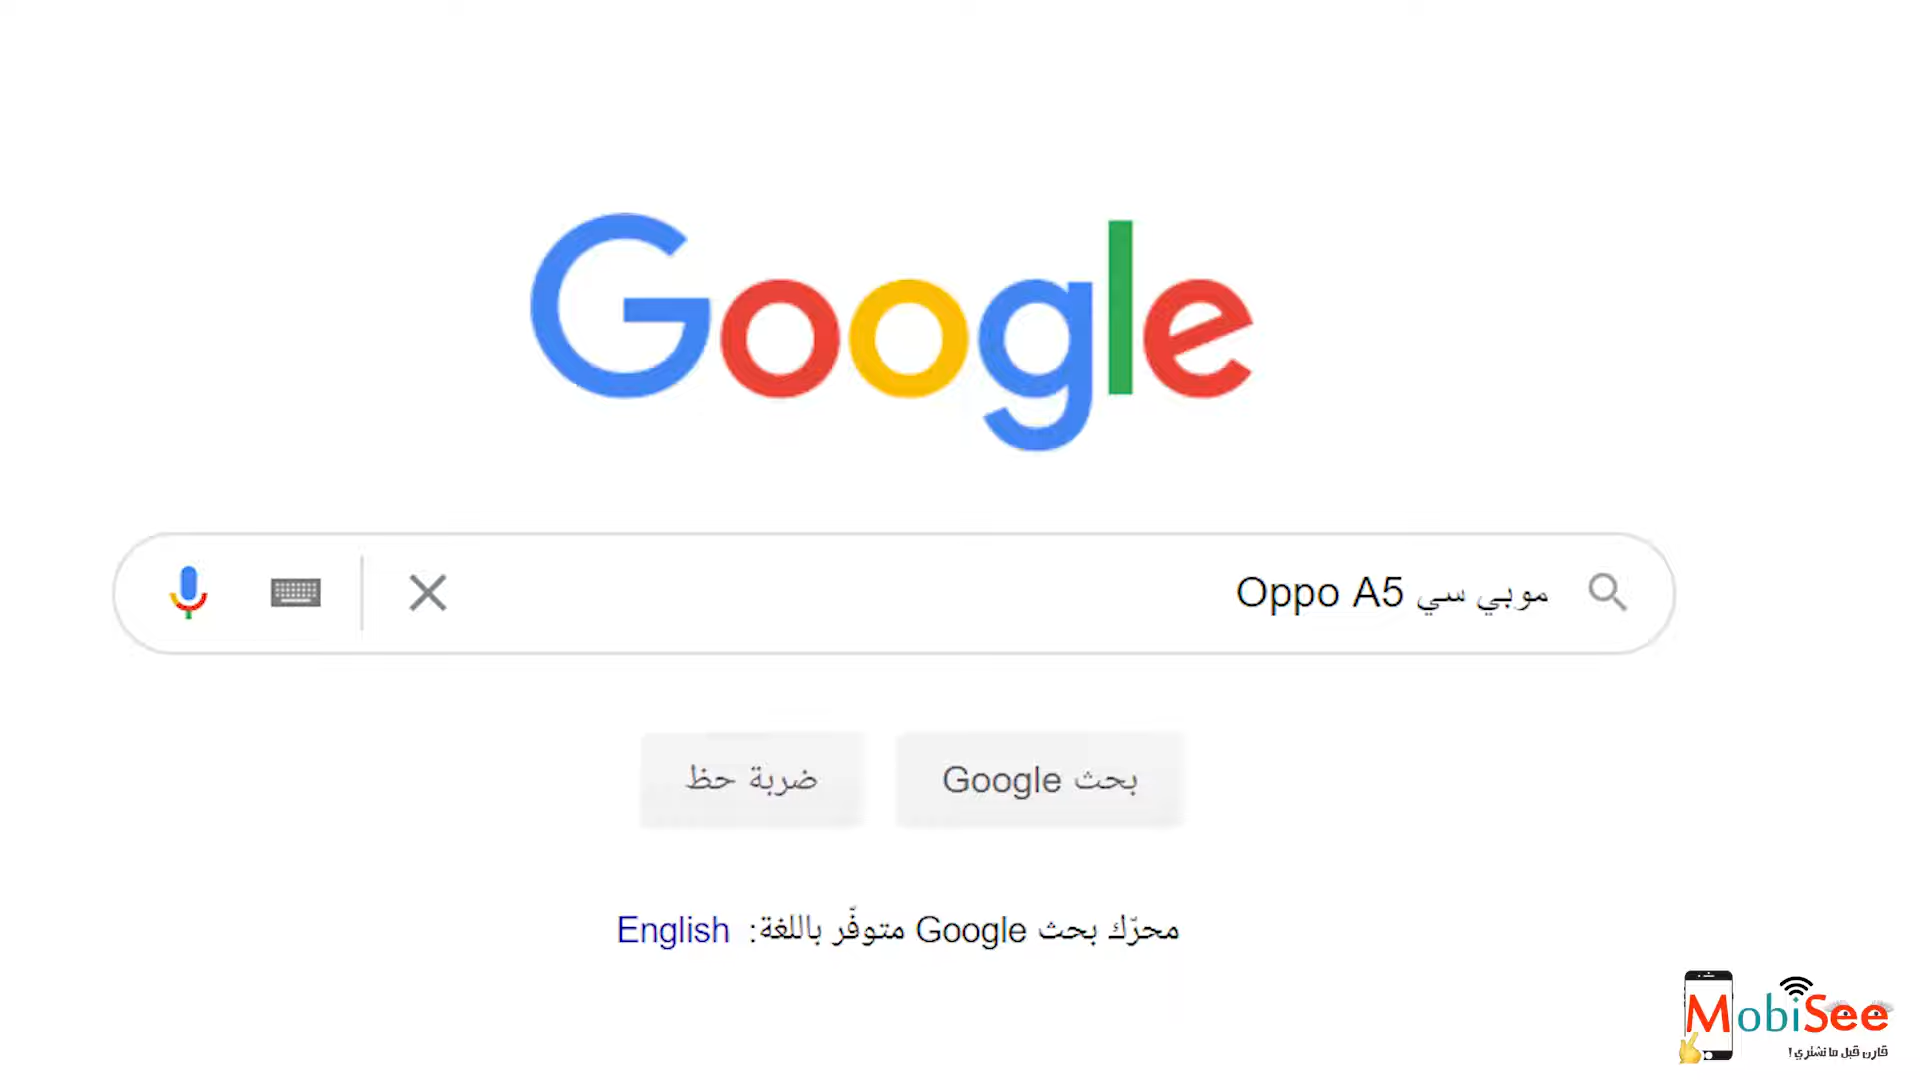 Google
موبي سي Oppo A5
بحث Google
ضربة حظ
محرّك بحث Google متوفّر باللغة: English
MobiSee
قارن قبل ما تشتري!